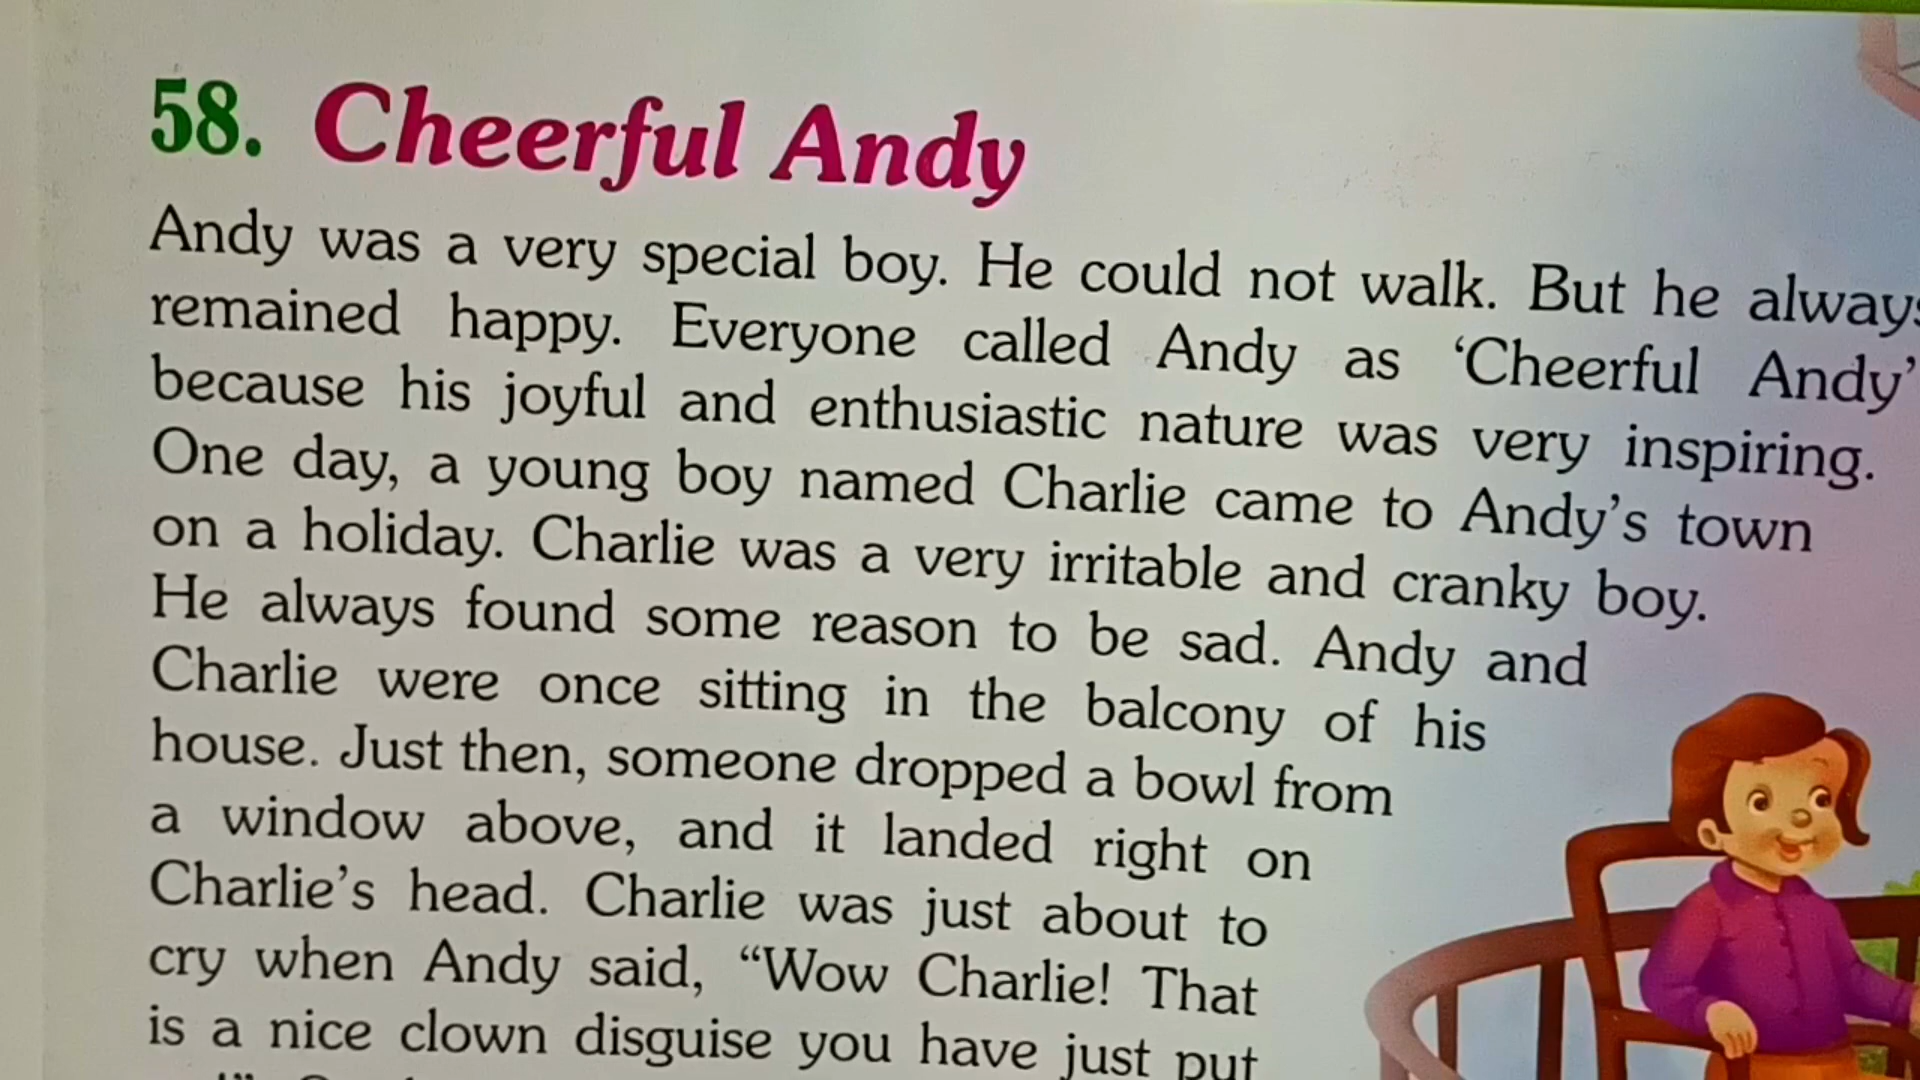 58. Cheerful Andy
Andy was a very special boy. He could not walk. But he always
remained happy. Everyone called Andy as ‘Cheerful Andy’
because his joyful and enthusiastic nature was very inspiring.
One day, a young boy named Charlie came to Andy’s town
on a holiday. Charlie was a very irritable and cranky boy.
He always found some reason to be sad. Andy and
Charlie were once sitting in the balcony of his
house. Just then, someone dropped a bowl from
a window above, and it landed right on
Charlie’s head. Charlie was just about to
cry when Andy said, “Wow Charlie! That
is a nice clown disguise you have just put